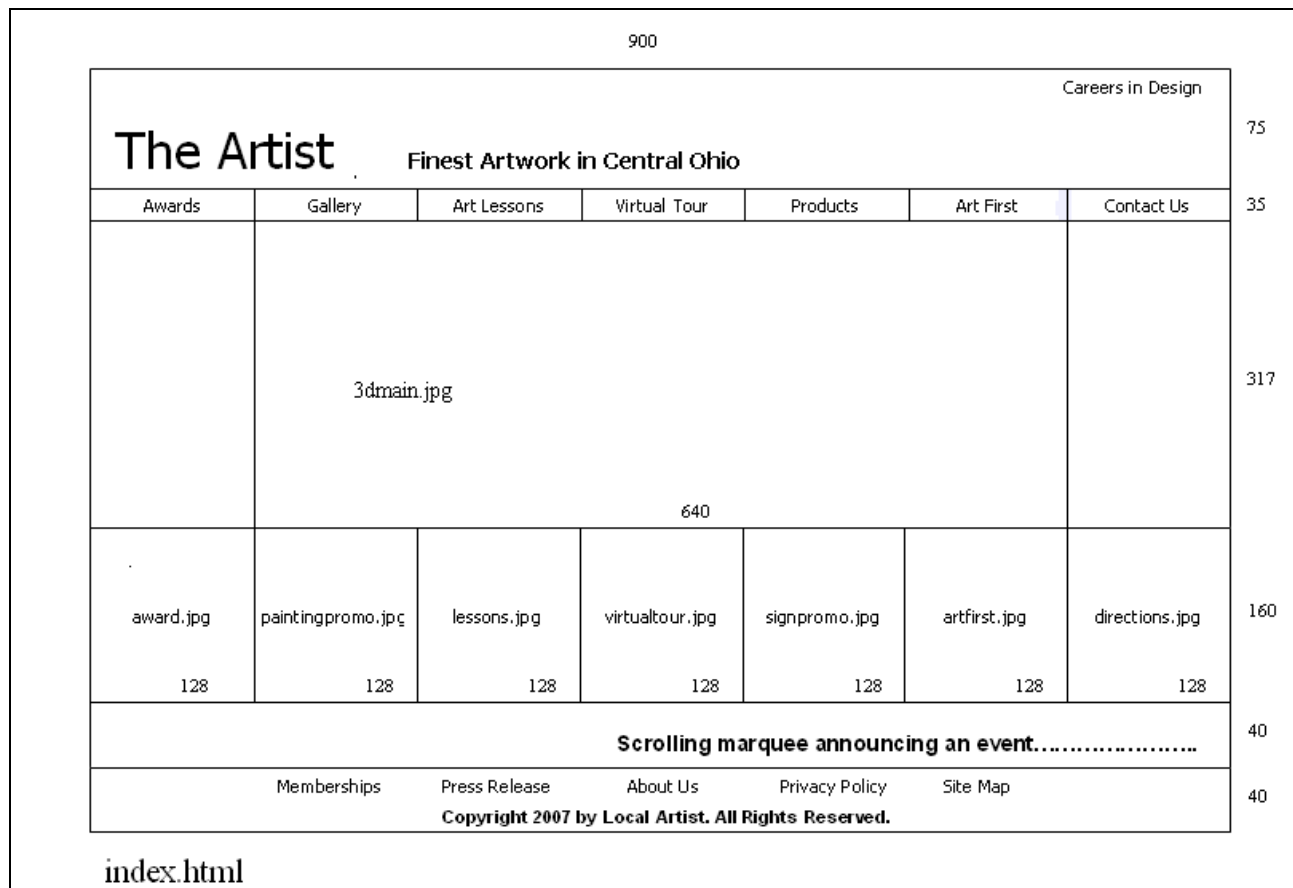 900
Careers in Design
75
The Artist Finest Artwork in Central Ohio
Awards Gallery Art Lessons Virtual Tour Products Art First Contact Us 35
317
3dmain.jpg
640
award.jpg paintingpromo.jpg lessons.jpg virtualtour.jpg signpromo.jpg artfirst.jpg directions.jpg 160
128 128 128 128 128 128 128
40
Scrolling marquee announcing an event…………………..
Memberships Press Release About Us Privacy Policy Site Map
40
Copyright 2007 by Local Artist. All Rights Reserved.
index.html